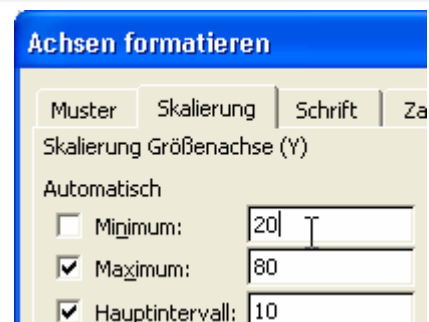 Achsen formatieren
Muster Skalierung Schrift Za
Skalierung Größenachse (Y)
Automatisch
Minimum: 20
Maximum: 80
Hauptintervall: 10